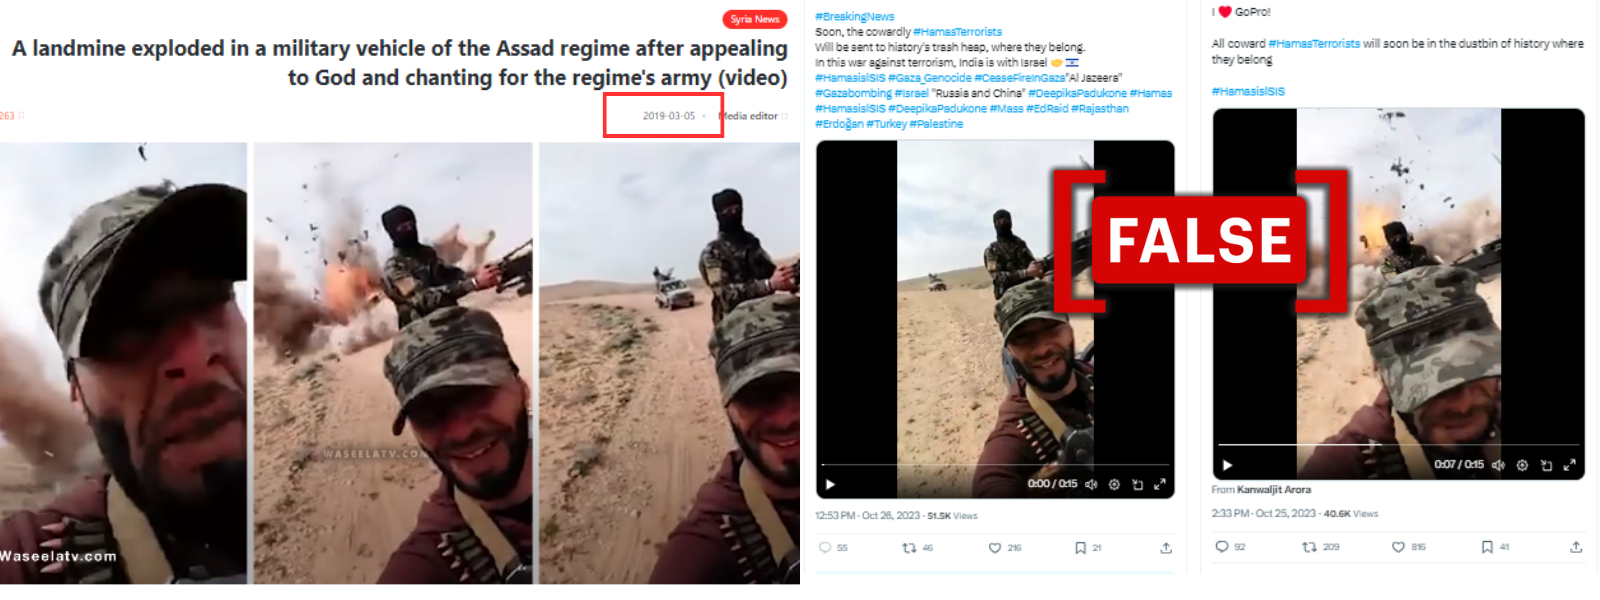 Syria News
A landmine exploded in a military vehicle of the Assad regime after appealing
to God and chanting for the regime's army (video)
263
2019-03-05
Media editor
WASEELATV.COM
Waseelatv.com
#BreakingNews
Soon, the cowardly #HamasTerrorists
Will be sent to history's trash heap, where they belong.
In this war against terrorism, India is with Israel 🤝 🇮🇱
#HamasisISIS #Gaza_Genocide #CeaseFireInGaza"Al Jazeera"
#Gazabombing #Israel "Russia and China" #DeepikaPadukone #Hamas
#HamasisISIS #DeepikaPadukone #Mass #EdRaid #Rajasthan
#Erdoğan #Turkey #Palestine
0:00 / 0:15
12:53 PM · Oct 26, 2023 · 51.5K Views
55 46 216 21
FALSE
I ❤️ GoPro!
All coward #HamasTerrorists will soon be in the dustbin of history where
they belong
#HamasisISIS
0:07 / 0:15
From Kanwaljit Arora
2:33 PM · Oct 25, 2023 · 40.6K Views
92 209 816 41